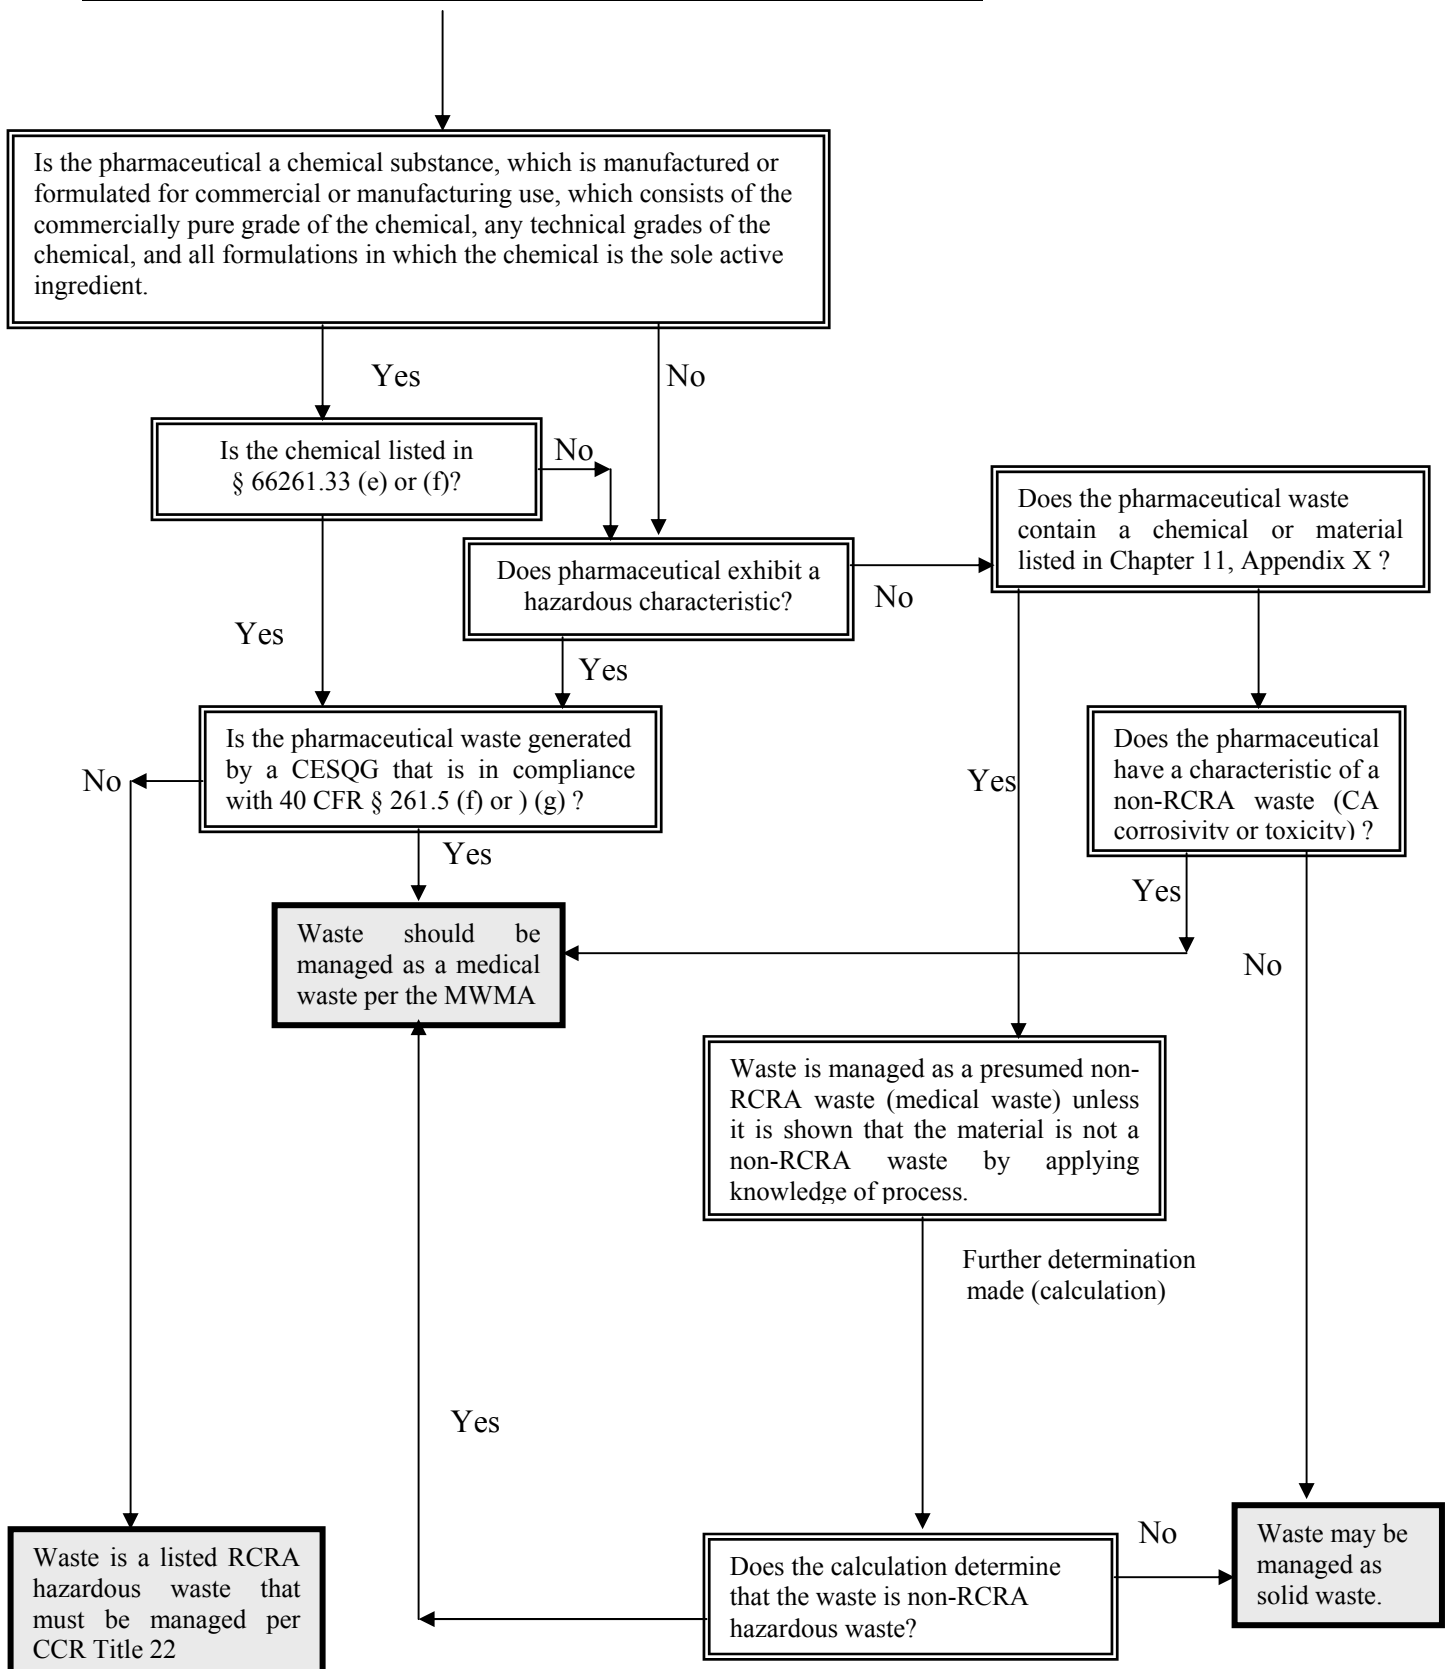 Is the pharmaceutical a chemical substance, which is manufactured or
formulated for commercial or manufacturing use, which consists of the
commercially pure grade of the chemical, any technical grades of the
chemical, and all formulations in which the chemical is the sole active
ingredient.
Yes
No
Is the chemical listed in
§ 66261.33 (e) or (f)?
No
Does the pharmaceutical waste
contain a chemical or material
listed in Chapter 11, Appendix X ?
Does pharmaceutical exhibit a
hazardous characteristic?
No
Yes
Yes
Is the pharmaceutical waste generated
by a CESQG that is in compliance
with 40 CFR § 261.5 (f) or ) (g) ?
No
Yes
Does the pharmaceutical
have a characteristic of a
non-RCRA waste (CA
corrosivity or toxicity) ?
Yes
Yes
No
Waste should be
managed as a medical
waste per the MWMA
Waste is managed as a presumed non-
RCRA waste (medical waste) unless
it is shown that the material is not a
non-RCRA waste by applying
knowledge of process.
Further determination
made (calculation)
Yes
Waste is a listed RCRA
hazardous waste that
must be managed per
CCR Title 22
Does the calculation determine
that the waste is non-RCRA
hazardous waste?
No
Waste may be
managed as
solid waste.